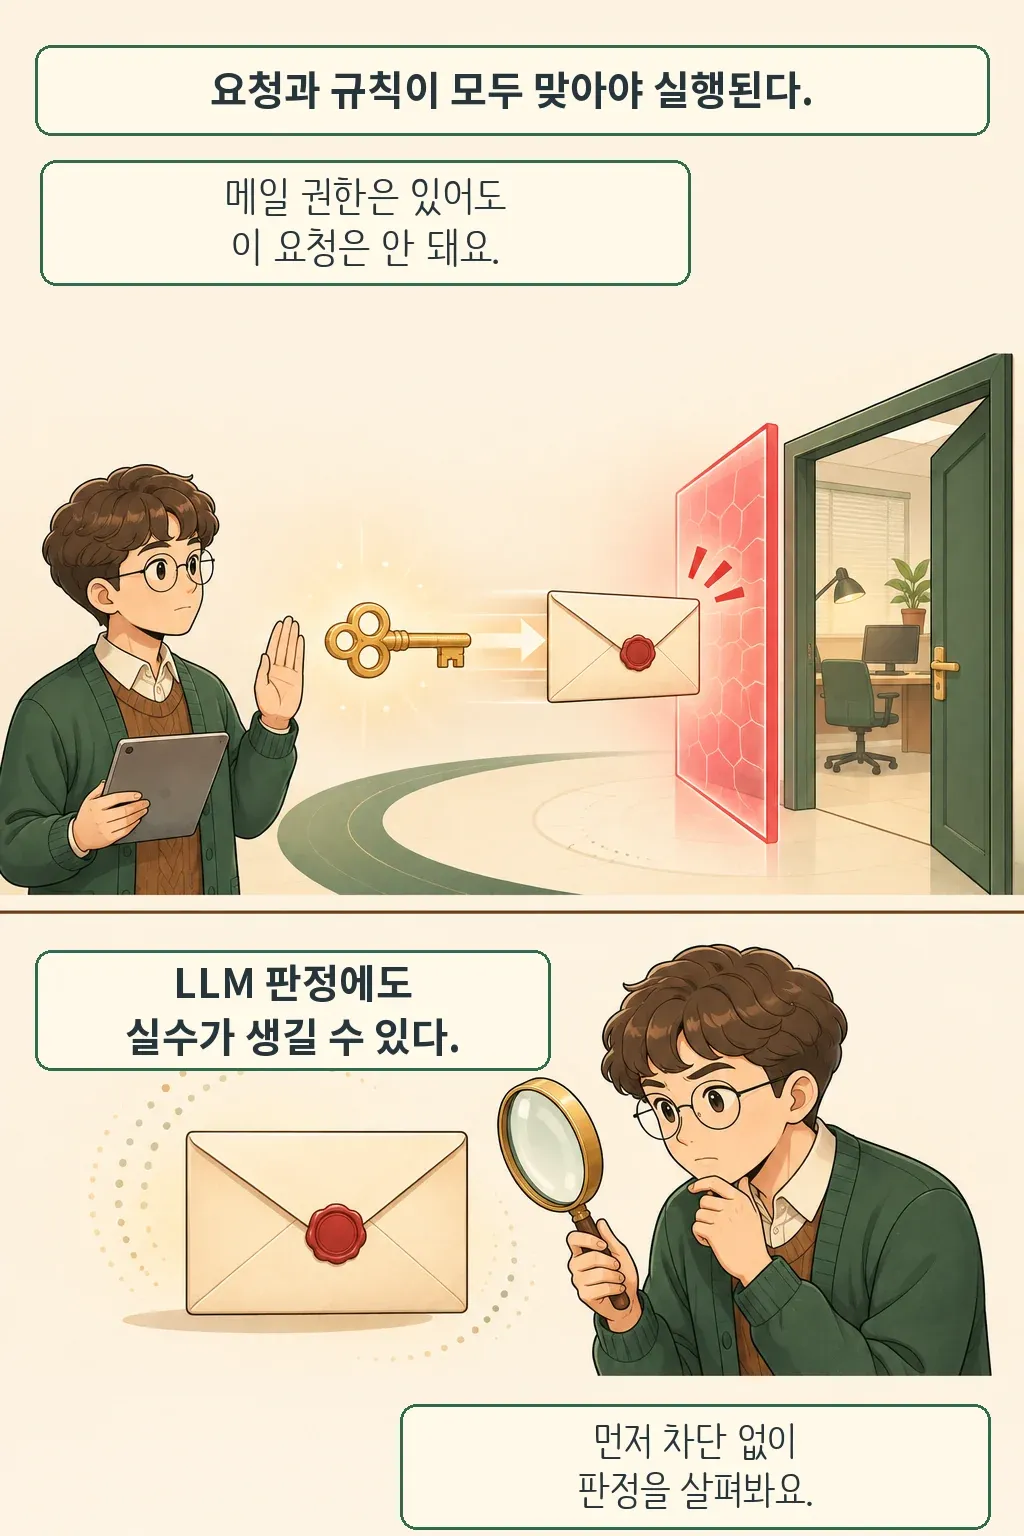 요청과 규칙이 모두 맞아야 실행된다.
메일 권한은 있어도
이 요청은 안 돼요.
LLM 판정에도
실수가 생길 수 있다.
먼저 차단 없이
판정을 살펴봐요.